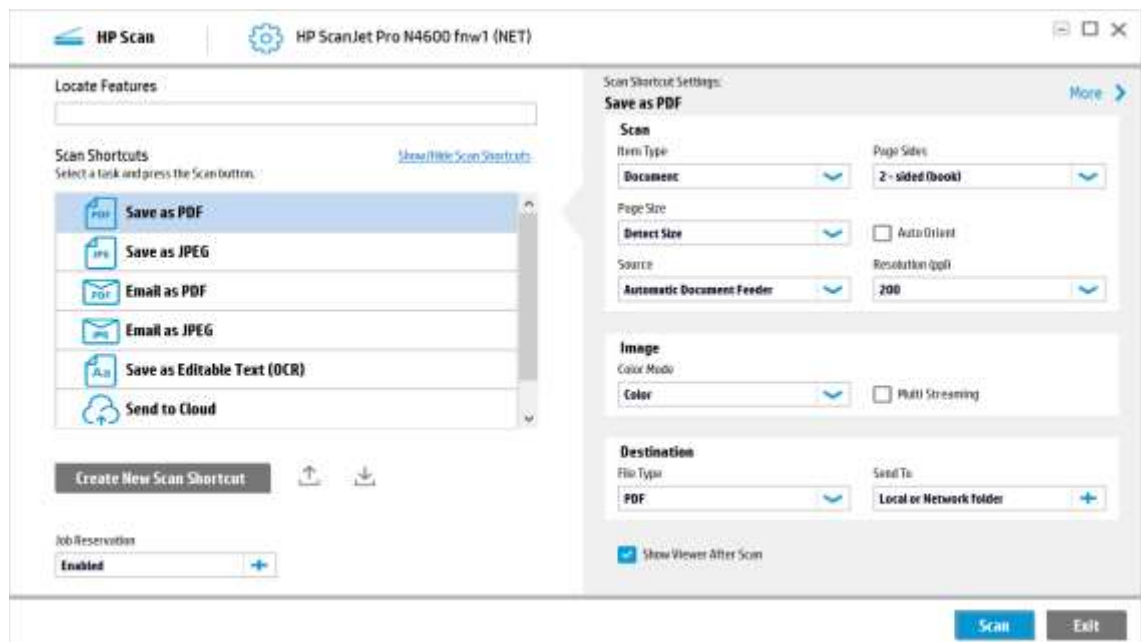 HP Scan
HP ScanJet Pro N4600 fnw1 (NET)
Locate Features
Scan Shortcuts
Show/Hide Scan Shortcuts
Select a task and press the Scan button.
PDF
Save as PDF
JPG
Save as JPEG
PDF
Email as PDF
JPG
Email as JPEG
Aa
Save as Editable Text (OCR)
Send to Cloud
Create New Scan Shortcut
Job Reservation
Enabled
Scan Shortcut Settings:
More
Save as PDF
Scan
Item Type
Page Sides
Document
2 - sided (book)
Page Size
Detect Size
Auto Orient
Source
Resolution (ppi)
Automatic Document Feeder
200
Image
Color Mode
Color
Multi Streaming
Destination
File Type
Send To
PDF
Local or Network folder
Show Viewer After Scan
Scan
Exit